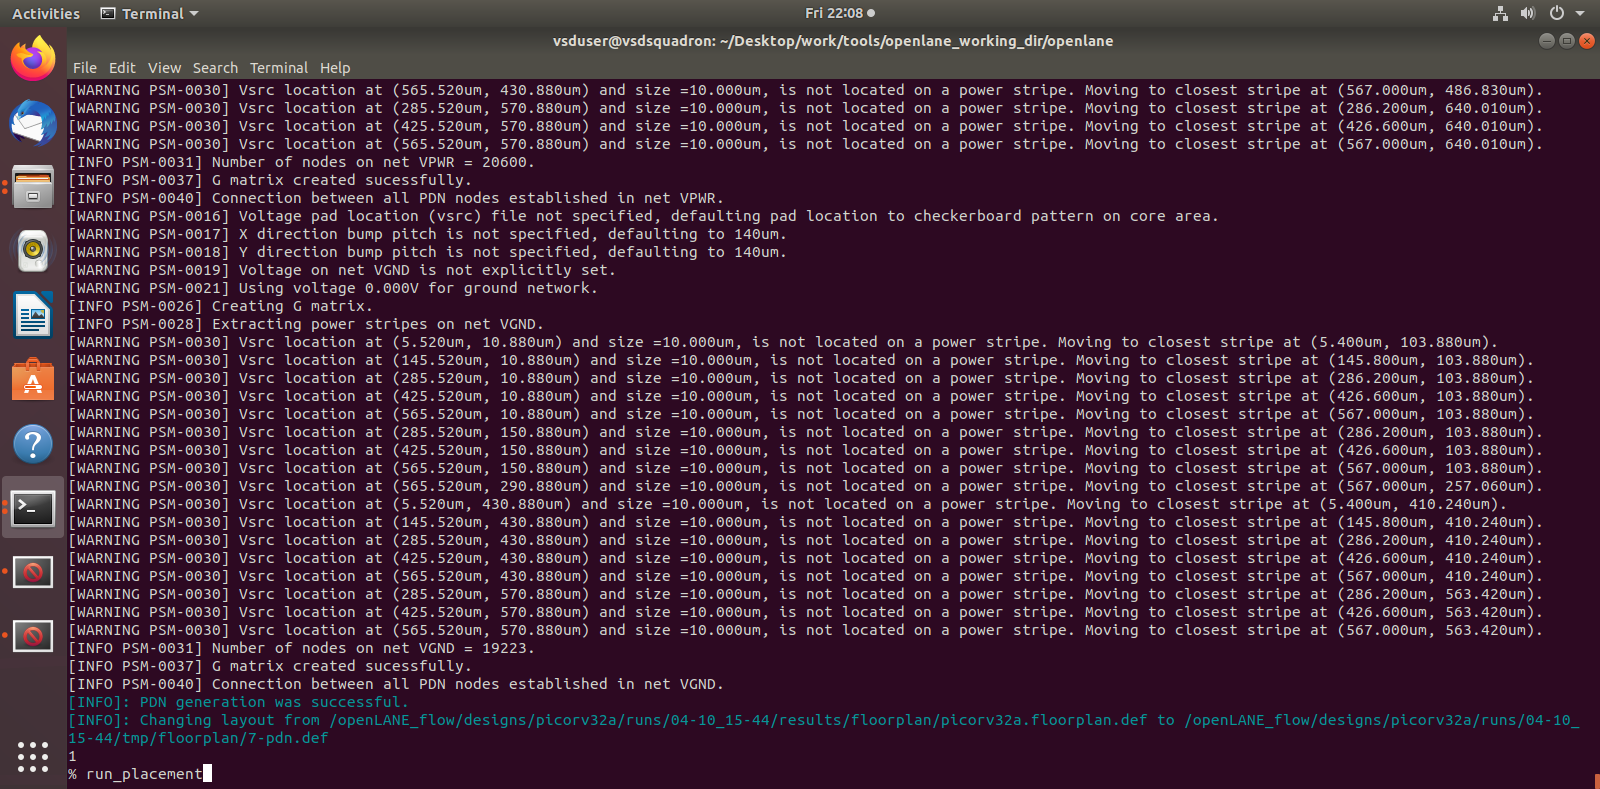 Activities Terminal Fri 22:08
vsduser@vsdsquadron: ~/Desktop/work/tools/openlane_working_dir/openlane
File Edit View Search Terminal Help
[WARNING PSM-0030] Vsrc location at (565.520um, 430.880um) and size =10.000um, is not located on a power stripe. Moving to closest stripe at (567.000um, 486.830um).
[WARNING PSM-0030] Vsrc location at (285.520um, 570.880um) and size =10.000um, is not located on a power stripe. Moving to closest stripe at (286.200um, 640.010um).
[WARNING PSM-0030] Vsrc location at (425.520um, 570.880um) and size =10.000um, is not located on a power stripe. Moving to closest stripe at (426.600um, 640.010um).
[WARNING PSM-0030] Vsrc location at (565.520um, 570.880um) and size =10.000um, is not located on a power stripe. Moving to closest stripe at (567.000um, 640.010um).
[INFO PSM-0031] Number of nodes on net VPWR = 20600.
[INFO PSM-0037] G matrix created sucessfully.
[INFO PSM-0040] Connection between all PDN nodes established in net VPWR.
[WARNING PSM-0016] Voltage pad location (vsrc) file not specified, defaulting pad location to checkerboard pattern on core area.
[WARNING PSM-0017] X direction bump pitch is not specified, defaulting to 140um.
[WARNING PSM-0018] Y direction bump pitch is not specified, defaulting to 140um.
[WARNING PSM-0019] Voltage on net VGND is not explicitly set.
[WARNING PSM-0021] Using voltage 0.000V for ground network.
[INFO PSM-0026] Creating G matrix.
[INFO PSM-0028] Extracting power stripes on net VGND.
[WARNING PSM-0030] Vsrc location at (5.520um, 10.880um) and size =10.000um, is not located on a power stripe. Moving to closest stripe at (5.400um, 103.880um).
[WARNING PSM-0030] Vsrc location at (145.520um, 10.880um) and size =10.000um, is not located on a power stripe. Moving to closest stripe at (145.800um, 103.880um).
[WARNING PSM-0030] Vsrc location at (285.520um, 10.880um) and size =10.000um, is not located on a power stripe. Moving to closest stripe at (286.200um, 103.880um).
[WARNING PSM-0030] Vsrc location at (425.520um, 10.880um) and size =10.000um, is not located on a power stripe. Moving to closest stripe at (426.600um, 103.880um).
[WARNING PSM-0030] Vsrc location at (565.520um, 10.880um) and size =10.000um, is not located on a power stripe. Moving to closest stripe at (567.000um, 103.880um).
[WARNING PSM-0030] Vsrc location at (285.520um, 150.880um) and size =10.000um, is not located on a power stripe. Moving to closest stripe at (286.200um, 103.880um).
[WARNING PSM-0030] Vsrc location at (425.520um, 150.880um) and size =10.000um, is not located on a power stripe. Moving to closest stripe at (426.600um, 103.880um).
[WARNING PSM-0030] Vsrc location at (565.520um, 150.880um) and size =10.000um, is not located on a power stripe. Moving to closest stripe at (567.000um, 103.880um).
[WARNING PSM-0030] Vsrc location at (565.520um, 290.880um) and size =10.000um, is not located on a power stripe. Moving to closest stripe at (567.000um, 257.060um).
[WARNING PSM-0030] Vsrc location at (5.520um, 430.880um) and size =10.000um, is not located on a power stripe. Moving to closest stripe at (5.400um, 410.240um).
[WARNING PSM-0030] Vsrc location at (145.520um, 430.880um) and size =10.000um, is not located on a power stripe. Moving to closest stripe at (145.800um, 410.240um).
[WARNING PSM-0030] Vsrc location at (285.520um, 430.880um) and size =10.000um, is not located on a power stripe. Moving to closest stripe at (286.200um, 410.240um).
[WARNING PSM-0030] Vsrc location at (425.520um, 430.880um) and size =10.000um, is not located on a power stripe. Moving to closest stripe at (426.600um, 410.240um).
[WARNING PSM-0030] Vsrc location at (565.520um, 430.880um) and size =10.000um, is not located on a power stripe. Moving to closest stripe at (567.000um, 410.240um).
[WARNING PSM-0030] Vsrc location at (285.520um, 570.880um) and size =10.000um, is not located on a power stripe. Moving to closest stripe at (286.200um, 563.420um).
[WARNING PSM-0030] Vsrc location at (425.520um, 570.880um) and size =10.000um, is not located on a power stripe. Moving to closest stripe at (426.600um, 563.420um).
[WARNING PSM-0030] Vsrc location at (565.520um, 570.880um) and size =10.000um, is not located on a power stripe. Moving to closest stripe at (567.000um, 563.420um).
[INFO PSM-0031] Number of nodes on net VGND = 19223.
[INFO PSM-0037] G matrix created sucessfully.
[INFO PSM-0040] Connection between all PDN nodes established in net VGND.
[INFO]: PDN generation was successful.
[INFO]: Changing layout from /openLANE_flow/designs/picorv32a/runs/04-10_15-44/results/floorplan/picorv32a.floorplan.def to /openLANE_flow/designs/picorv32a/runs/04-10_
15-44/tmp/floorplan/7-pdn.def
1
% run_placement